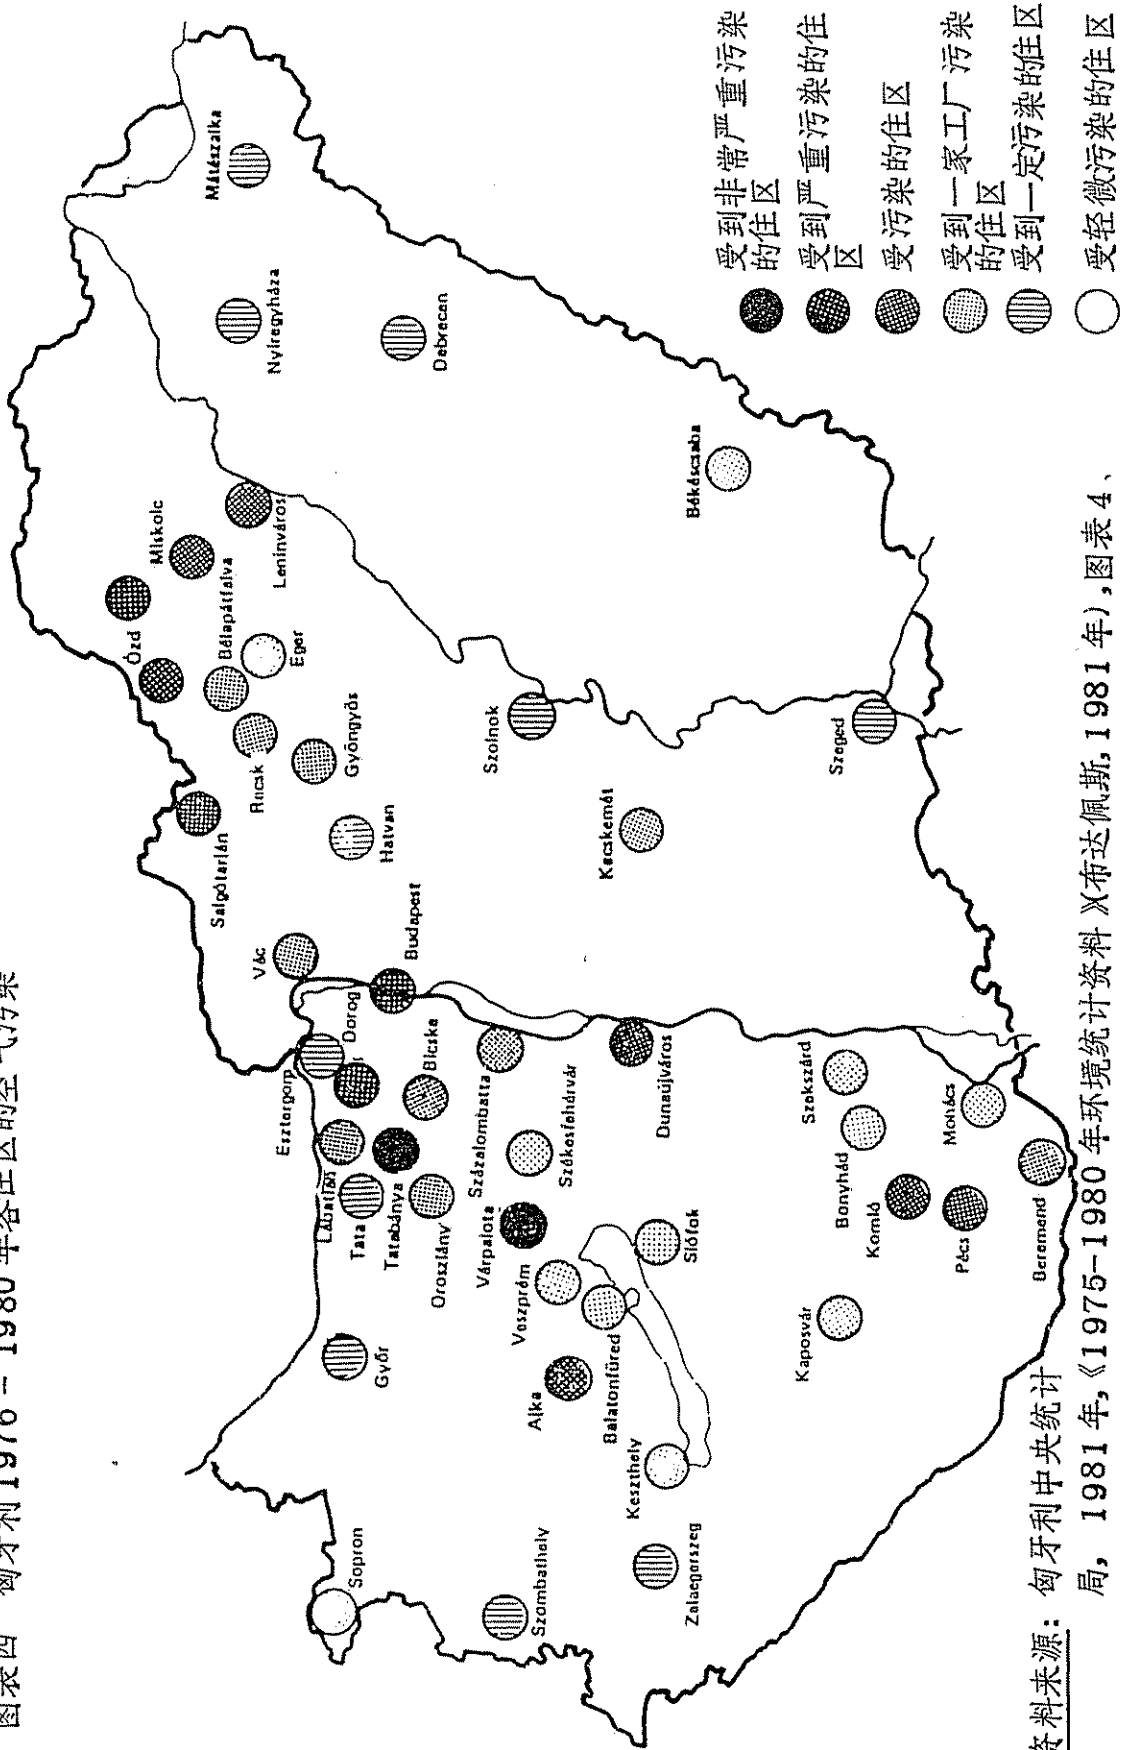 图表四 匈牙利1976-1980年各住区的空气污染
Sopron
Szombathely
Zalaegerszeg
Keszthely
Győr
Ajka
Balatonfüred
Veszprém
Várpalota
Siófok
Kaposvár
Tata
Lábatlan
Tatabánya
Oroszlány
Esztergom
Dorog
Bicske
Százalombatta
Székesfehérvár
Dunaújváros
Szekszárd
Bonyhád
Komló
Pécs
Mohács
Beremend
Vác
Budapest
Salgótarján
Hatvan
Recsk
Gyöngyös
Ózd
Bélapátfalva
Eger
Miskolc
Leninváros
Szolnok
Kecskemét
Szeged
Nyiregyháza
Debrecen
Mátészalka
Békéscsaba
受到非常严重污染
的住区
受到严重污染的住
区
受污染的住区
受到一家工厂污染
的住区
受到一定污染的住区
受轻微污染的住区
资料来源:匈牙利中央统计
局,1981年,《1975-1980年环境统计资料》(布达佩斯,1981年),图表4、